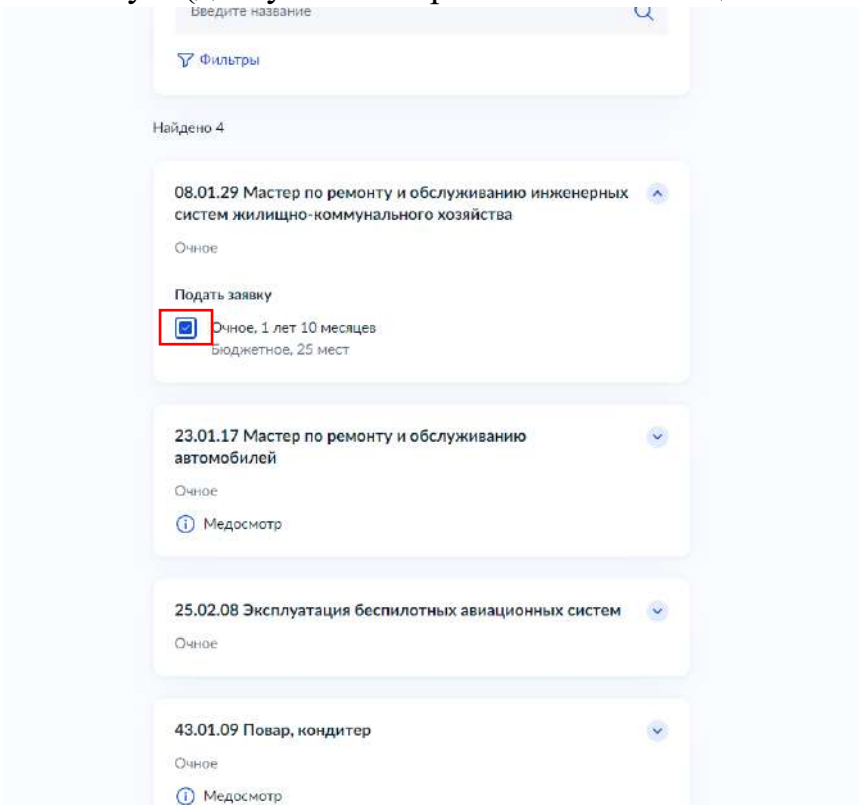 Введите название
Фильтры
Найдено 4
08.01.29 Мастер по ремонту и обслуживанию инженерных
систем жилищно-коммунального хозяйства
Очное
Подать заявку
Очное, 1 лет 10 месяцев
Бюджетное, 25 мест
23.01.17 Мастер по ремонту и обслуживанию
автомобилей
Очное
Медосмотр
25.02.08 Эксплуатация беспилотных авиационных систем
Очное
43.01.09 Повар, кондитер
Очное
Медосмотр